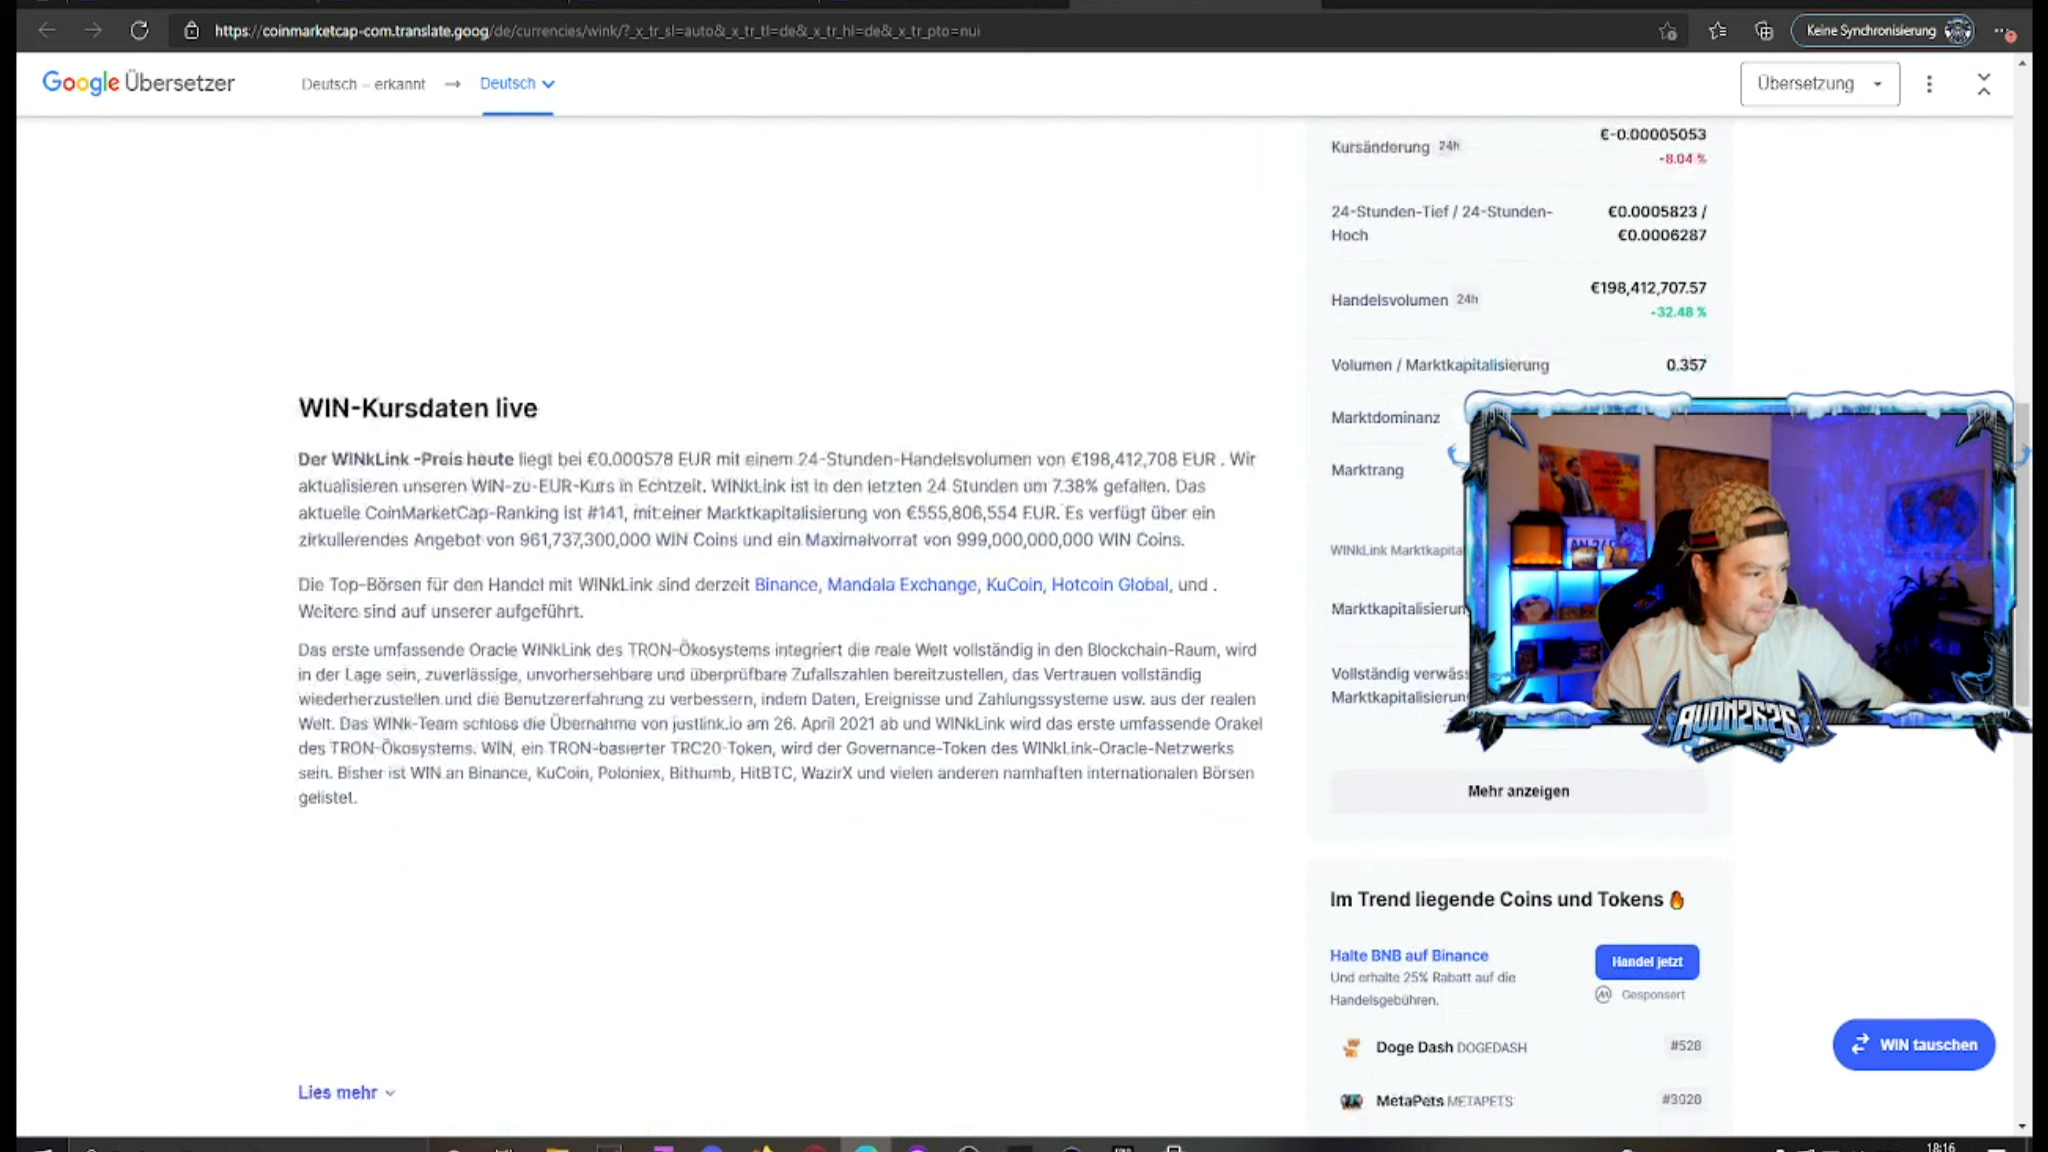 https://coinmarketcap-com.translate.goog/de/currencies/wink/?_x_tr_sl=auto&_x_tr_tl=de&_x_tr_hl=de&_x_tr_pto=nui
Keine Synchronisierung
Google Übersetzer
Deutsch – erkannt
Deutsch
Übersetzung
Kursänderung 24h
€-0.00005053
-8.04 %
24-Stunden-Tief / 24-Stunden-
Hoch
€0.0005823 /
€0.0006287
Handelsvolumen 24h
€198,412,707.57
-32.48 %
Volumen / Marktkapitalisierung
0.357
Marktdominanz
Marktrang
WINkLink Marktkapita
Marktkapitalisierun
Vollständig verwäss
Marktkapitalisierun
Mehr anzeigen
WIN-Kursdaten live
Der WINkLink -Preis heute liegt bei €0.000578 EUR mit einem 24-Stunden-Handelsvolumen von €198,412,708 EUR . Wir
aktualisieren unseren WIN-zu-EUR-Kurs in Echtzeit. WINkLink ist in den letzten 24 Stunden um 7.38% gefallen. Das
aktuelle CoinMarketCap-Ranking ist #141, mit einer Marktkapitalisierung von €555,806,554 EUR. Es verfügt über ein
zirkulierendes Angebot von 961,737,300,000 WIN Coins und ein Maximalvorrat von 999,000,000,000 WIN Coins.
Die Top-Börsen für den Handel mit WINkLink sind derzeit Binance, Mandala Exchange, KuCoin, Hotcoin Global, und .
Weitere sind auf unserer aufgeführt.
Das erste umfassende Oracle WINkLink des TRON-Ökosystems integriert die reale Welt vollständig in den Blockchain-Raum, wird
in der Lage sein, zuverlässige, unvorhersehbare und überprüfbare Zufallszahlen bereitzustellen, das Vertrauen vollständig
wiederherzustellen und die Benutzererfahrung zu verbessern, indem Daten, Ereignisse und Zahlungssysteme usw. aus der realen
Welt. Das WINk-Team schloss die Übernahme von justlink.io am 26. April 2021 ab und WINkLink wird das erste umfassende Orakel
des TRON-Ökosystems. WIN, ein TRON-basierter TRC20-Token, wird der Governance-Token des WINkLink-Oracle-Netzwerks
sein. Bisher ist WIN an Binance, KuCoin, Poloniex, Bithumb, HitBTC, WazirX und vielen anderen namhaften internationalen Börsen
gelistet.
Lies mehr
AVON2626
Im Trend liegende Coins und Tokens
Halte BNB auf Binance
Und erhalte 25% Rabatt auf die
Handelsgebühren.
Handel jetzt
Gesponsert
Doge Dash DOGEDASH
#528
MetaPets METAPETS
#3020
WIN tauschen
18:16